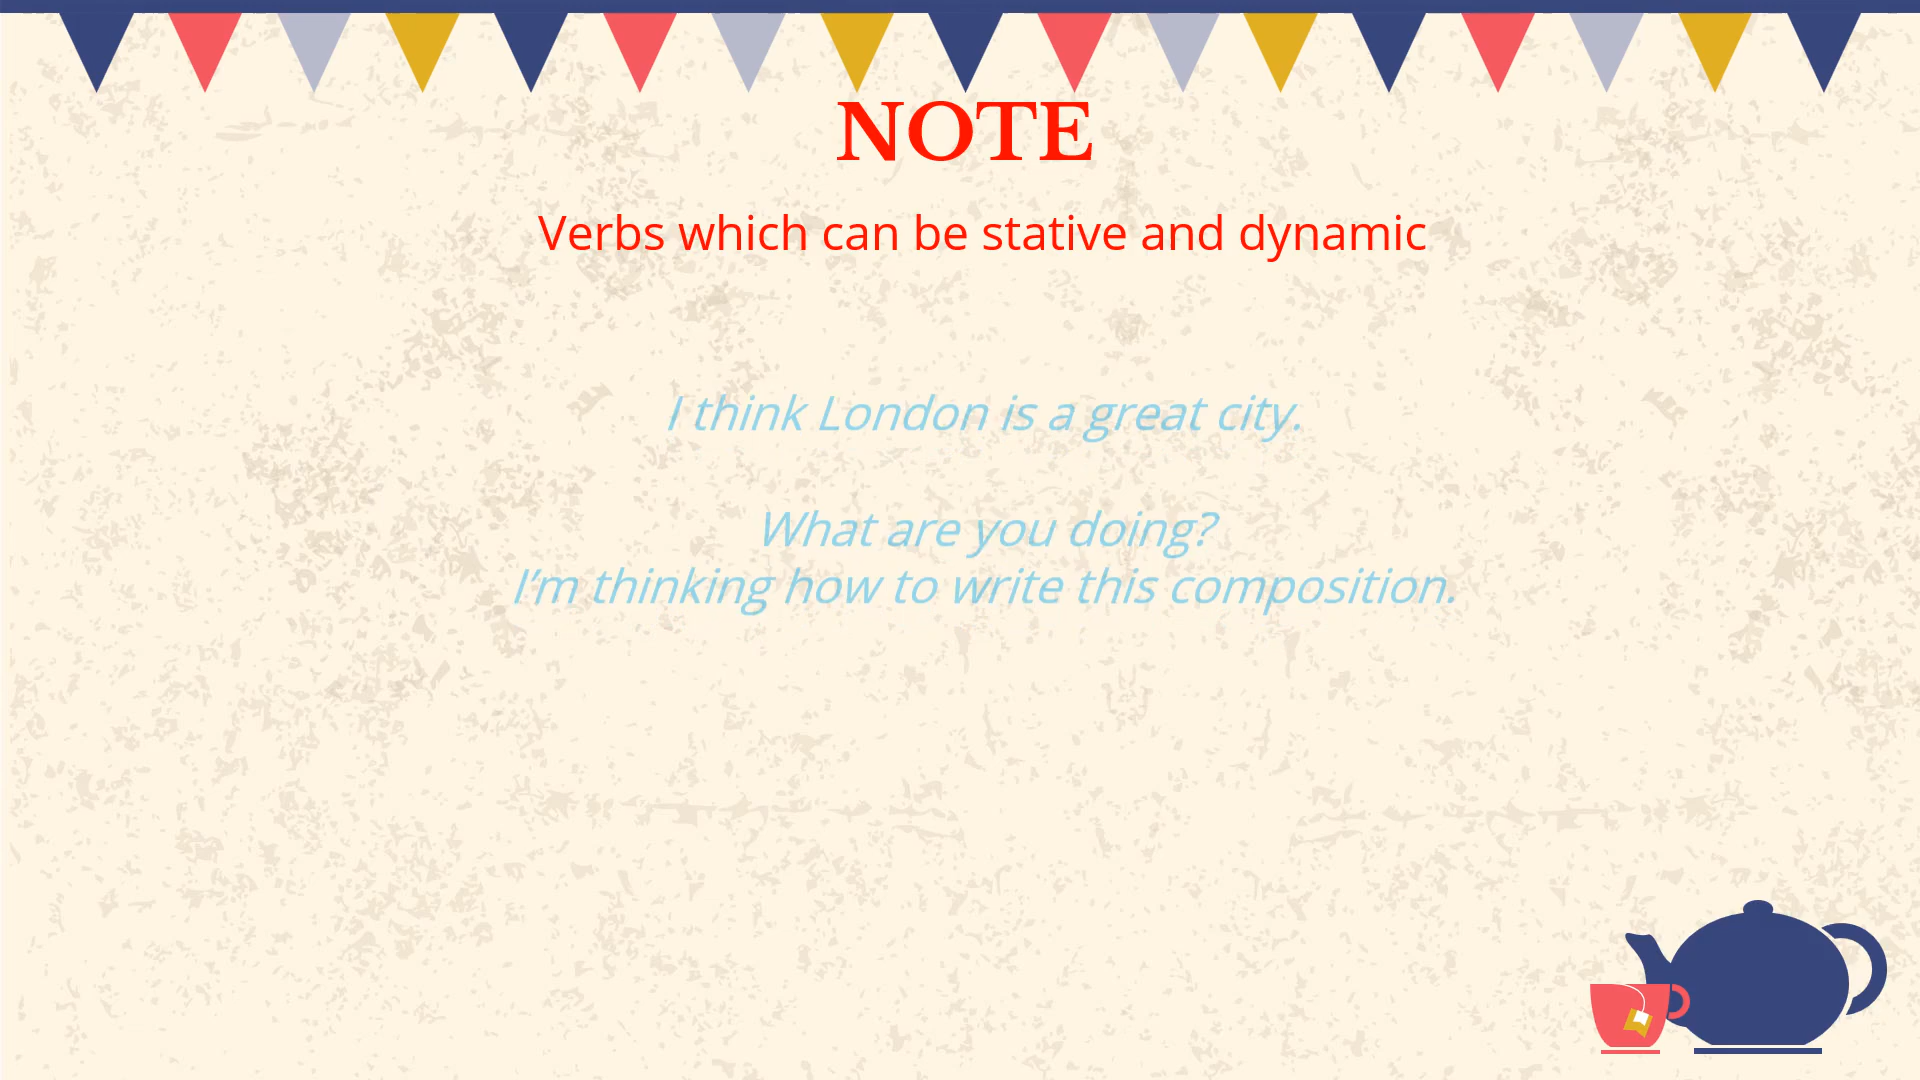 NOTE
Verbs which can be stative and dynamic
I think London is a great city.
What are you doing?
I’m thinking how to write this composition.